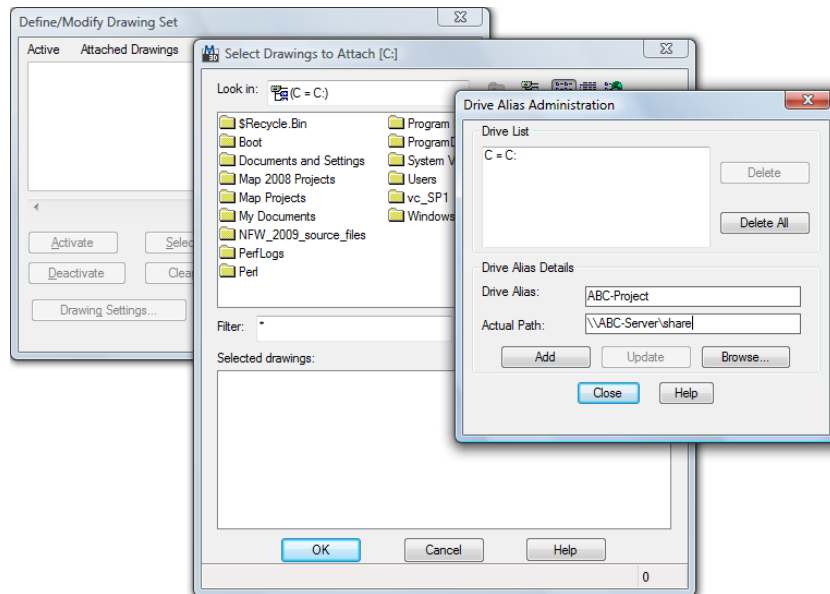 Define/Modify Drawing Set
Active Attached Drawings
Activate
Deactivate
Drawing Settings...
Select Drawings to Attach [C:]
Look in: (C = C:)
$Recycle.Bin
Boot
Documents and Settings
Map 2008 Projects
Map Projects
My Documents
NFW_2009_source_files
PerfLogs
Perl
Program
System V
Users
vc_SP1
Windows
Filter: *
Selected drawings:
OK Cancel Help
0
Drive Alias Administration
Drive List
C = C:
Delete
Delete All
Drive Alias Details
Drive Alias: ABC-Project
Actual Path: \\ABC-Server\share
Add Update Browse...
Close Help